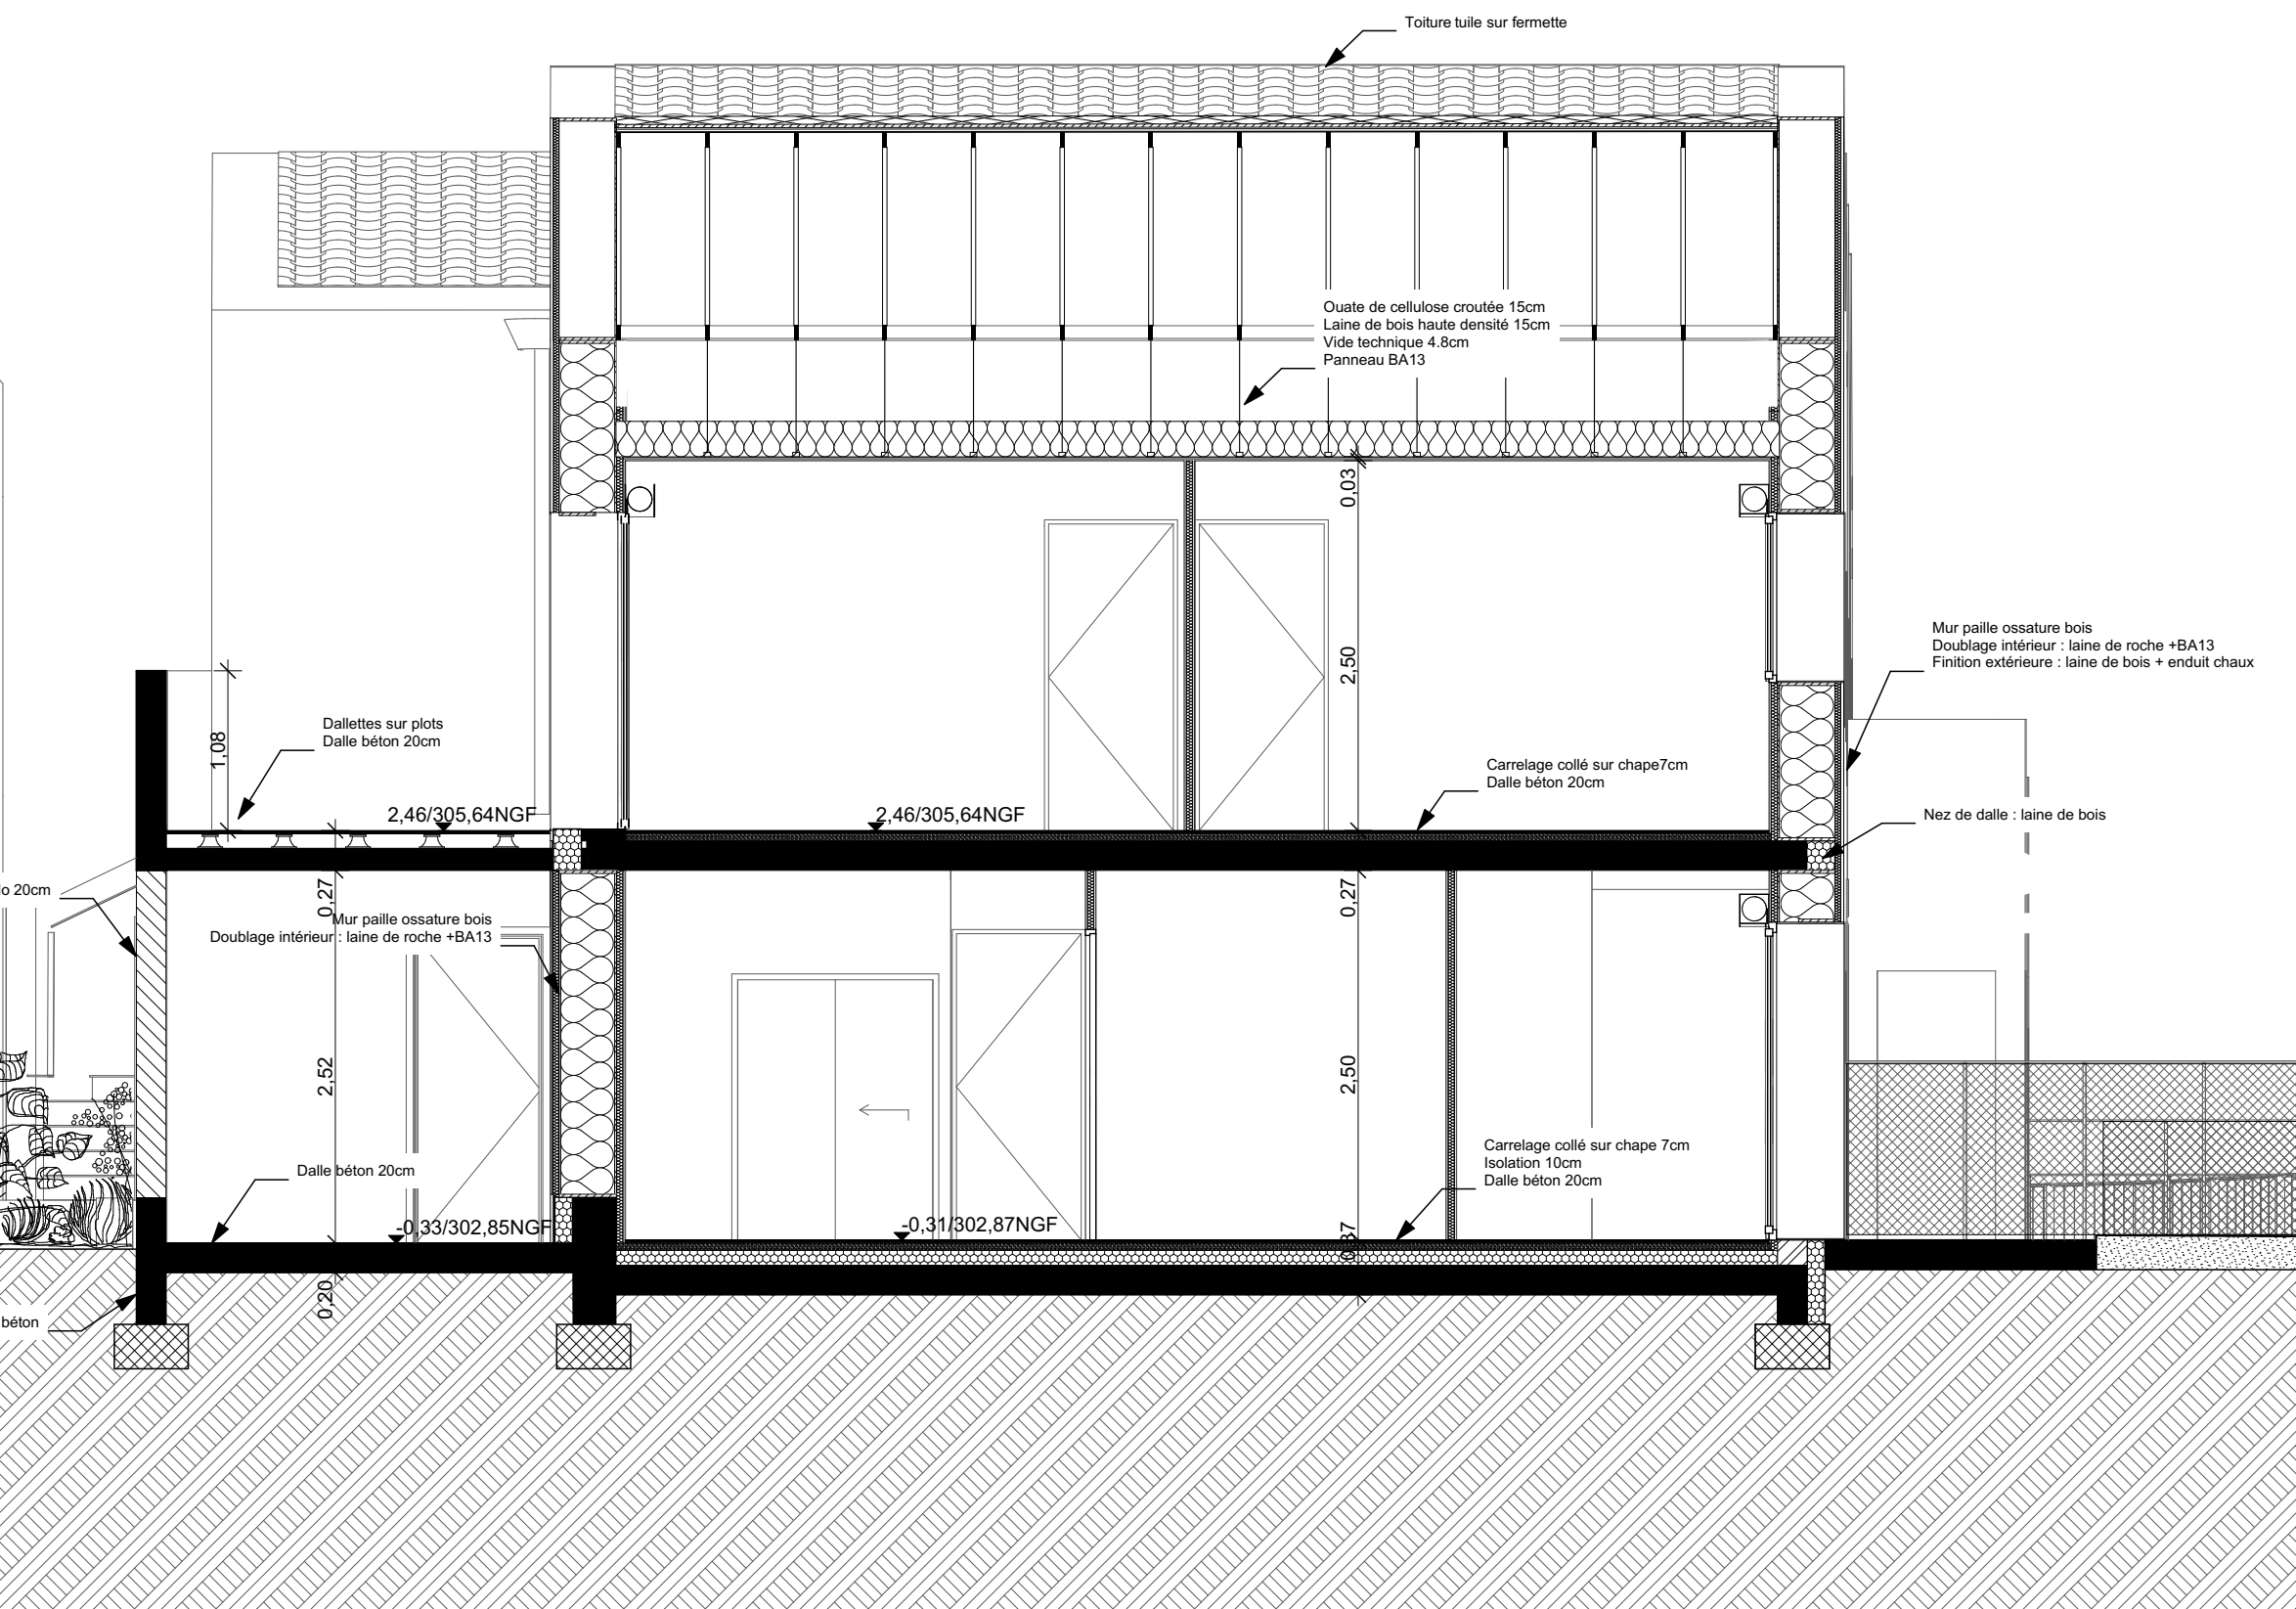 Toiture tuile sur fermette
Ouate de cellulose croutée 15cm
Laine de bois haute densité 15cm
Vide technique 4.8cm
Panneau BA13
0,03
2,50
Mur paille ossature bois
Doublage intérieur : laine de roche +BA13
Finition extérieure : laine de bois + enduit chaux
1,08
Dallettes sur plots
Dalle béton 20cm
Carrelage collé sur chape7cm
Dalle béton 20cm
2,46/305,64NGF
2,46/305,64NGF
Nez de dalle : laine de bois
lo 20cm
0,27
0,27
Mur paille ossature bois
Doublage intérieur : laine de roche +BA13
2,52
2,50
Carrelage collé sur chape 7cm
Isolation 10cm
Dalle béton 20cm
Dalle béton 20cm
-0,33/302,85NGF
-0,31/302,87NGF
0,37
0,20
béton